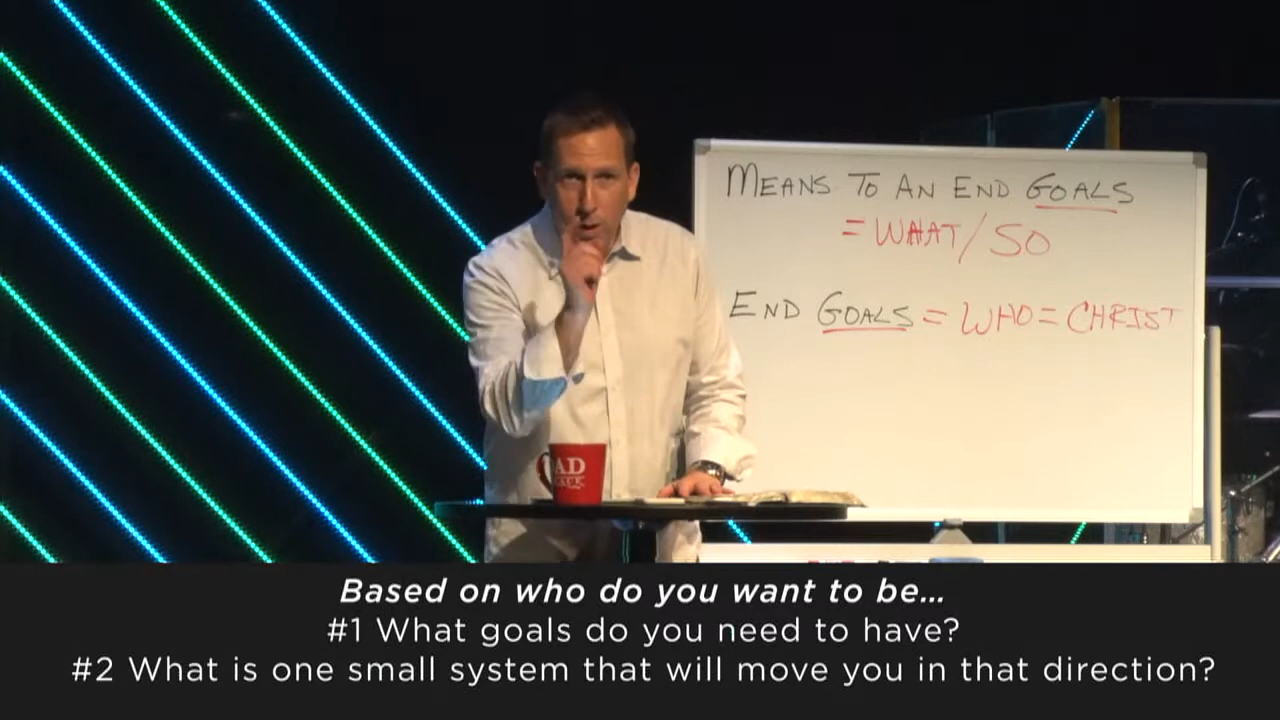 MEANS TO AN END GOALS
= WHAT/SO
END GOALS = WHO = CHRIST
AD
Based on who do you want to be...
#1 What goals do you need to have?
#2 What is one small system that will move you in that direction?